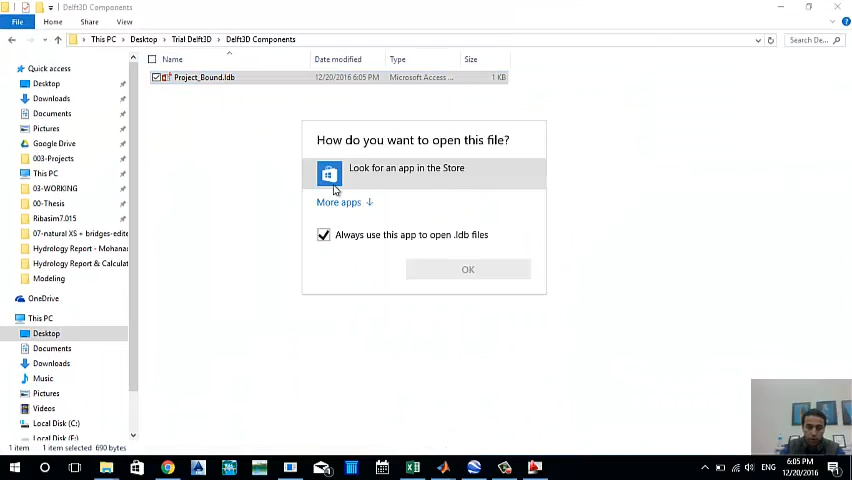 Delft3D Components
File
Home
Share
View
This PC
Desktop
Trial Delft3D
Delft3D Components
Search De...
Name
Date modified
Type
Size
Project_Bound.ldb
12/20/2016 6:05 PM
Microsoft Access ...
1 KB
Quick access
Desktop
Downloads
Documents
Pictures
Google Drive
003-Projects
This PC
03-WORKING
00-Thesis
Ribasim7.015
07-natural XS + bridges-edite
Hydrology Report - Mohana
Hydrology Report & Calculat
Modeling
OneDrive
This PC
Desktop
Documents
Downloads
Music
Pictures
Videos
Local Disk (C:)
Local Disk (E:)
How do you want to open this file?
Look for an app in the Store
More apps
Always use this app to open .ldb files
OK
1 item
1 item selected 690 bytes
ENG
6:05 PM
12/20/2016